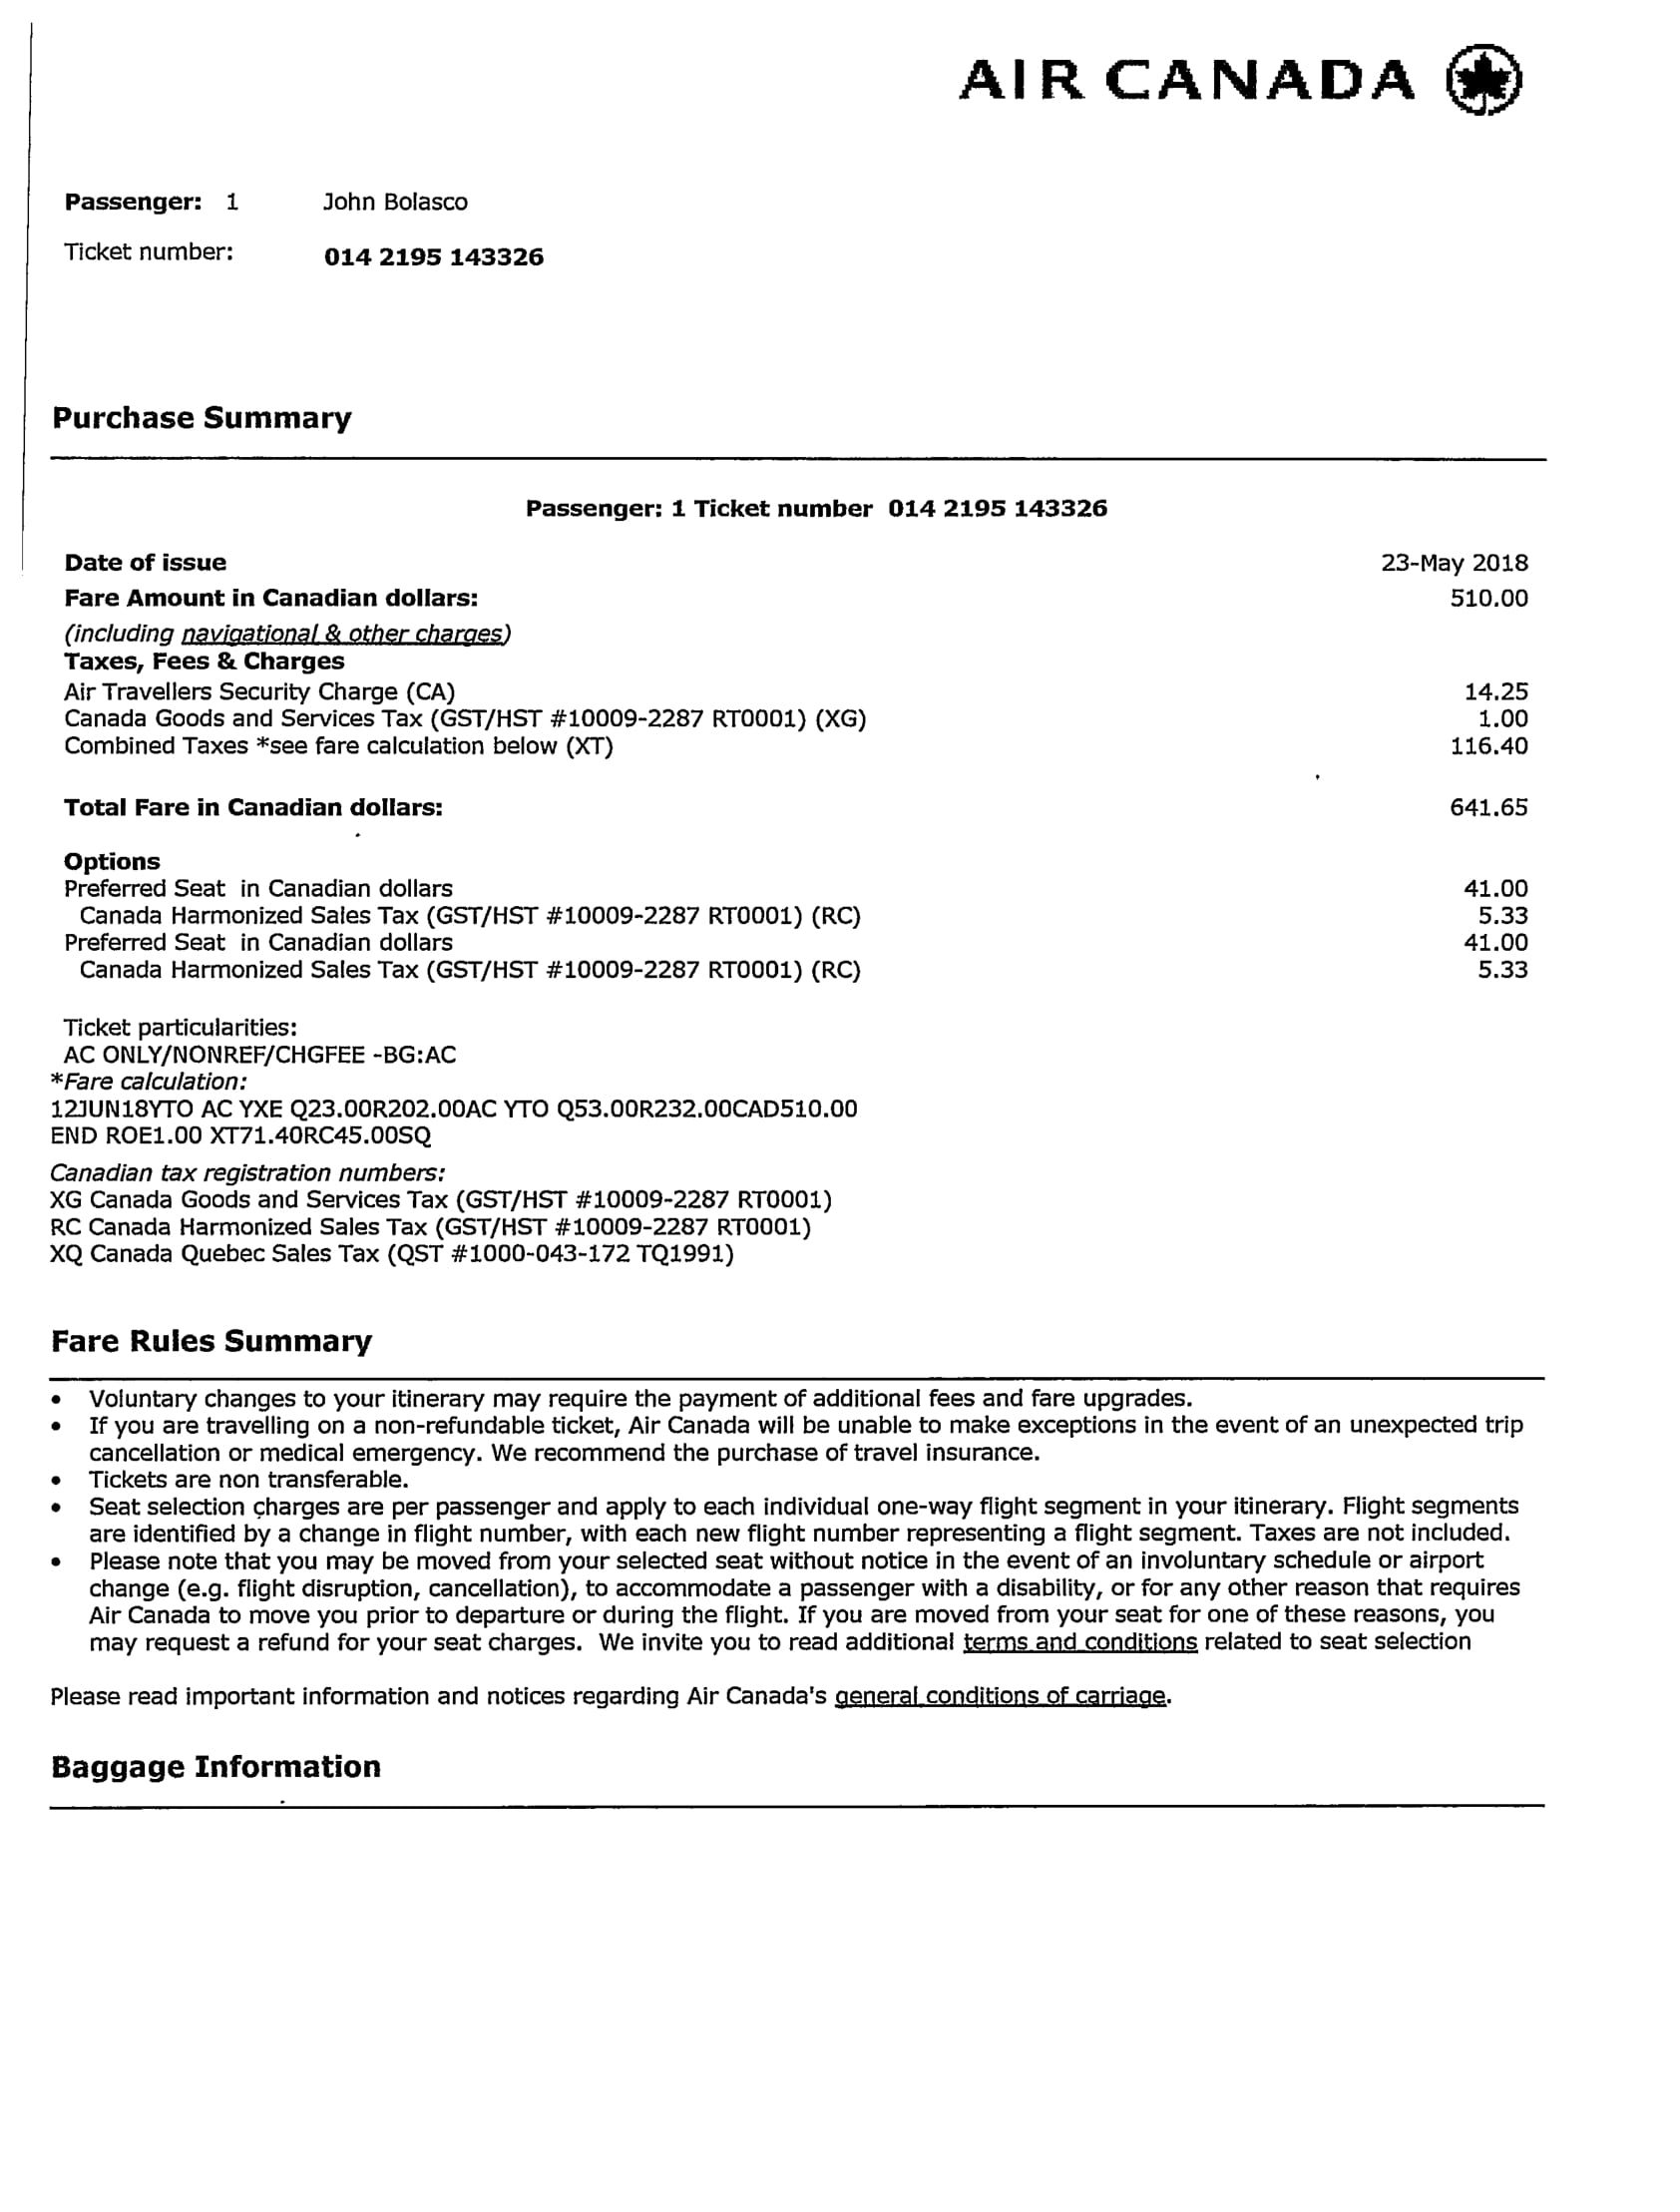 AIR CANADA
Passenger: 1 John Bolasco
Ticket number: 014 2195 143326
Purchase Summary
Passenger: 1 Ticket number 014 2195 143326
Date of issue 23-May 2018
Fare Amount in Canadian dollars: 510.00
(including navigational & other charges)
Taxes, Fees & Charges
Air Travellers Security Charge (CA) 14.25
Canada Goods and Services Tax (GST/HST #10009-2287 RT0001) (XG) 1.00
Combined Taxes *see fare calculation below (XT) 116.40
Total Fare in Canadian dollars: 641.65
Options
Preferred Seat in Canadian dollars 41.00
Canada Harmonized Sales Tax (GST/HST #10009-2287 RT0001) (RC) 5.33
Preferred Seat in Canadian dollars 41.00
Canada Harmonized Sales Tax (GST/HST #10009-2287 RT0001) (RC) 5.33
Ticket particularities:
AC ONLY/NONREF/CHGFEE -BG:AC
*Fare calculation:
12JUN18YTO AC YXE Q23.00R202.00AC YTO Q53.00R232.00CAD510.00
END ROE1.00 XT71.40RC45.00SQ
Canadian tax registration numbers:
XG Canada Goods and Services Tax (GST/HST #10009-2287 RT0001)
RC Canada Harmonized Sales Tax (GST/HST #10009-2287 RT0001)
XQ Canada Quebec Sales Tax (QST #1000-043-172 TQ1991)
Fare Rules Summary
• Voluntary changes to your itinerary may require the payment of additional fees and fare upgrades.
• If you are travelling on a non-refundable ticket, Air Canada will be unable to make exceptions in the event of an unexpected trip
cancellation or medical emergency. We recommend the purchase of travel insurance.
• Tickets are non transferable.
• Seat selection charges are per passenger and apply to each individual one-way flight segment in your itinerary. Flight segments
are identified by a change in flight number, with each new flight number representing a flight segment. Taxes are not included.
• Please note that you may be moved from your selected seat without notice in the event of an involuntary schedule or airport
change (e.g. flight disruption, cancellation), to accommodate a passenger with a disability, or for any other reason that requires
Air Canada to move you prior to departure or during the flight. If you are moved from your seat for one of these reasons, you
may request a refund for your seat charges. We invite you to read additional terms and conditions related to seat selection
Please read important information and notices regarding Air Canada's general conditions of carriage.
Baggage Information